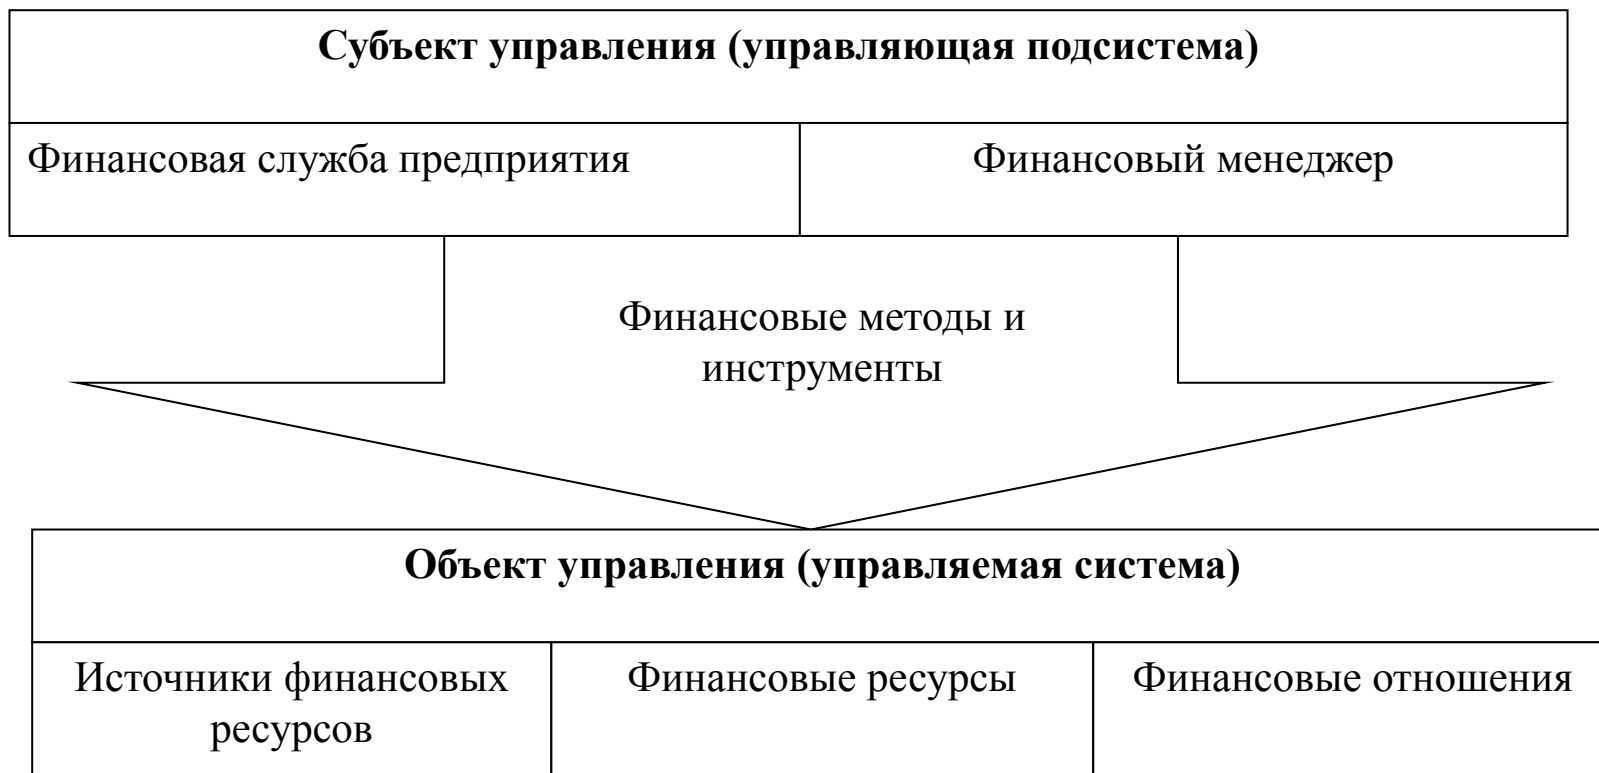 Субъект управления (управляющая подсистема)
Финансовая служба предприятия
Финансовый менеджер
Финансовые методы и
инструменты
Объект управления (управляемая система)
Источники финансовых
ресурсов
Финансовые ресурсы
Финансовые отношения